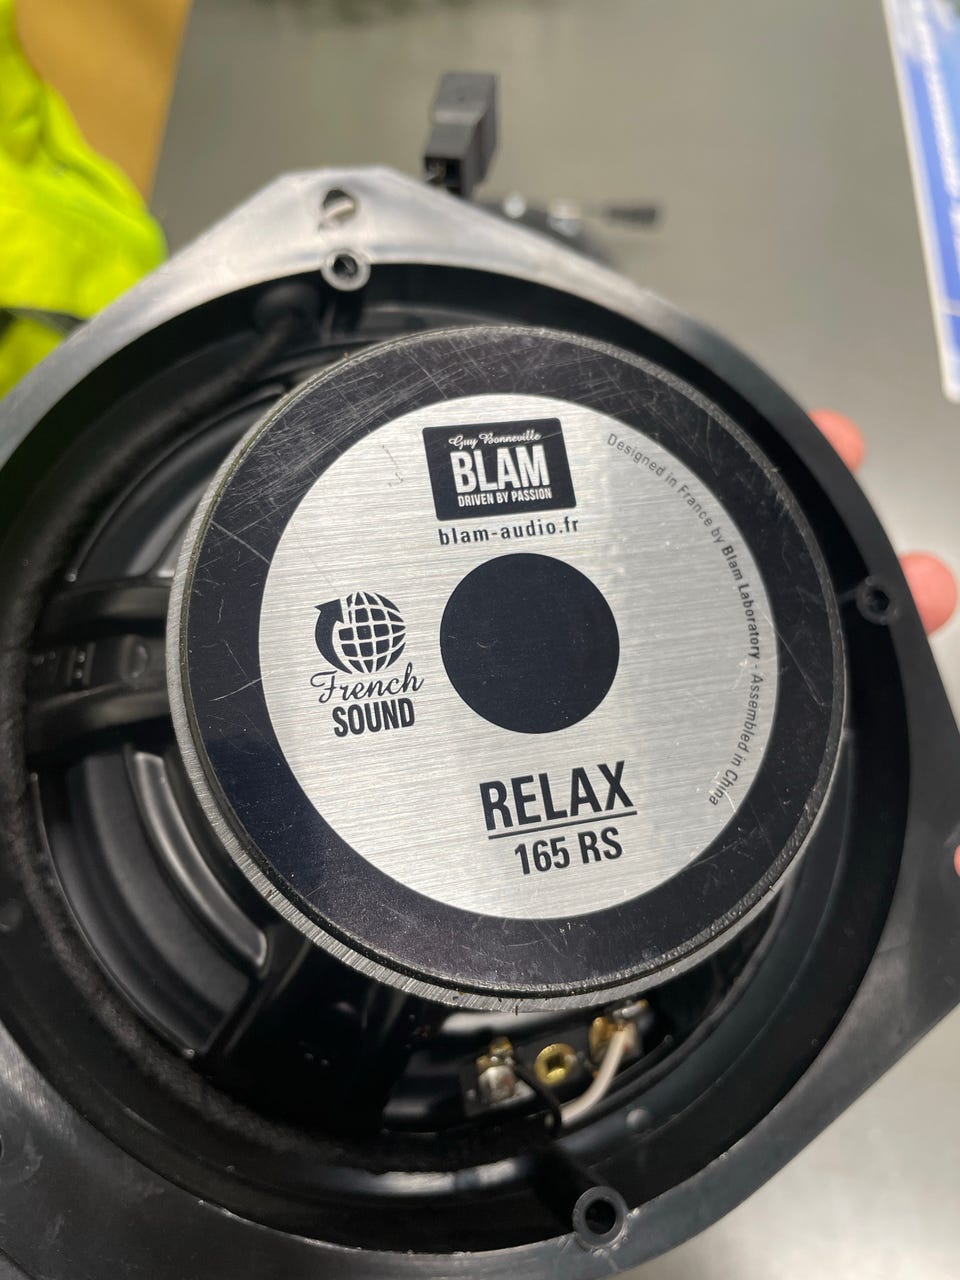 Guy Bonneville
BLAM
DRIVEN BY PASSION
blam-audio.fr
Designed in France by Blam Laboratory - Assembled in China
French
SOUND
RELAX
165 RS